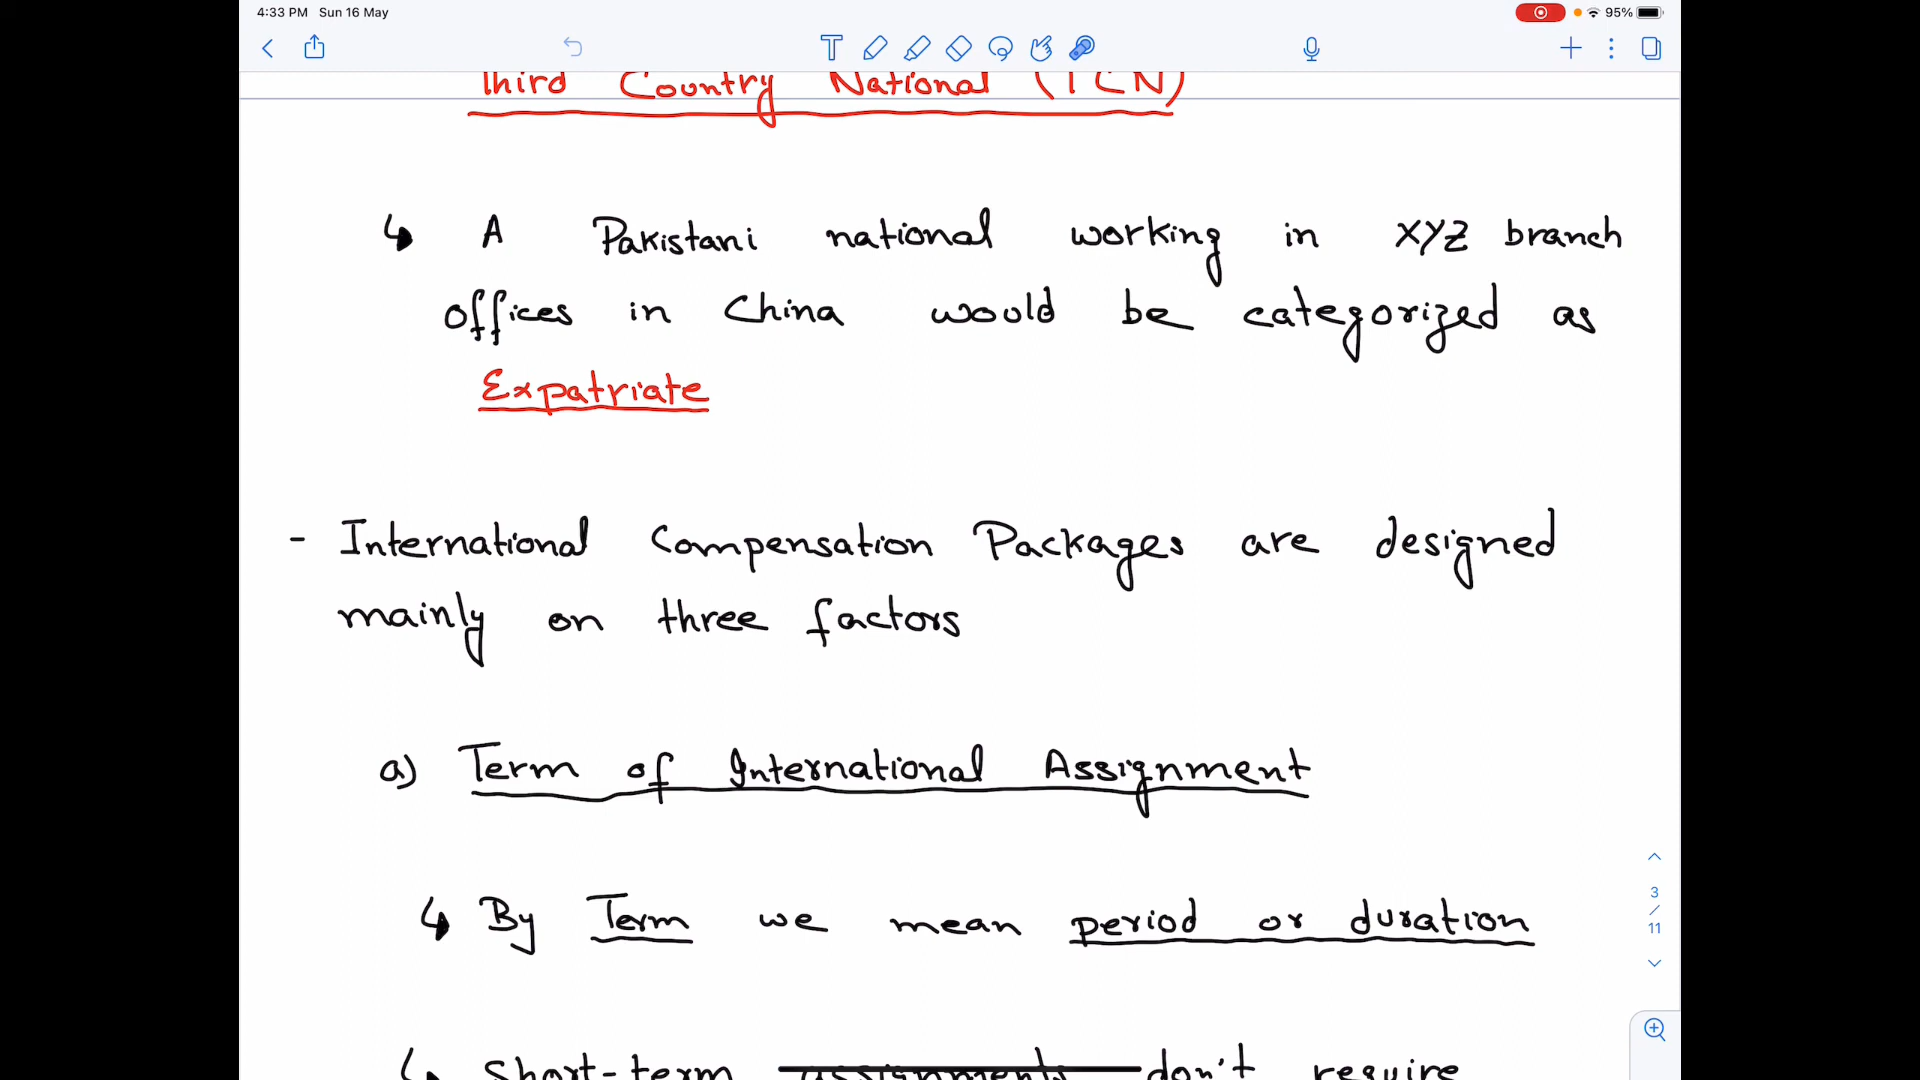 4:33 PM Sun 16 May
95%
Third Country National (TCN)
↳ A Pakistani national working in XYZ branch
offices in China would be categorized as
Expatriate
- International Compensation Packages are designed
mainly on three factors
a) Term of International Assignment
↳ By Term we mean period or duration
3
/
11
↳ Short-term assignments don't require